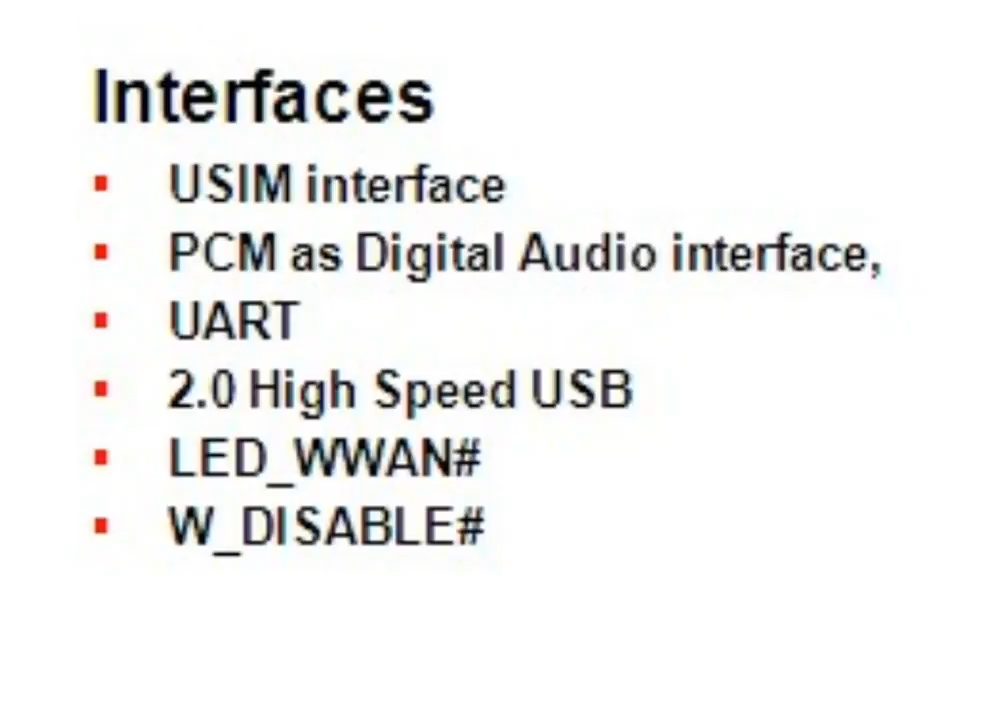 Interfaces
▪ USIM interface
▪ PCM as Digital Audio interface,
▪ UART
▪ 2.0 High Speed USB
▪ LED_WWAN#
▪ W_DISABLE#